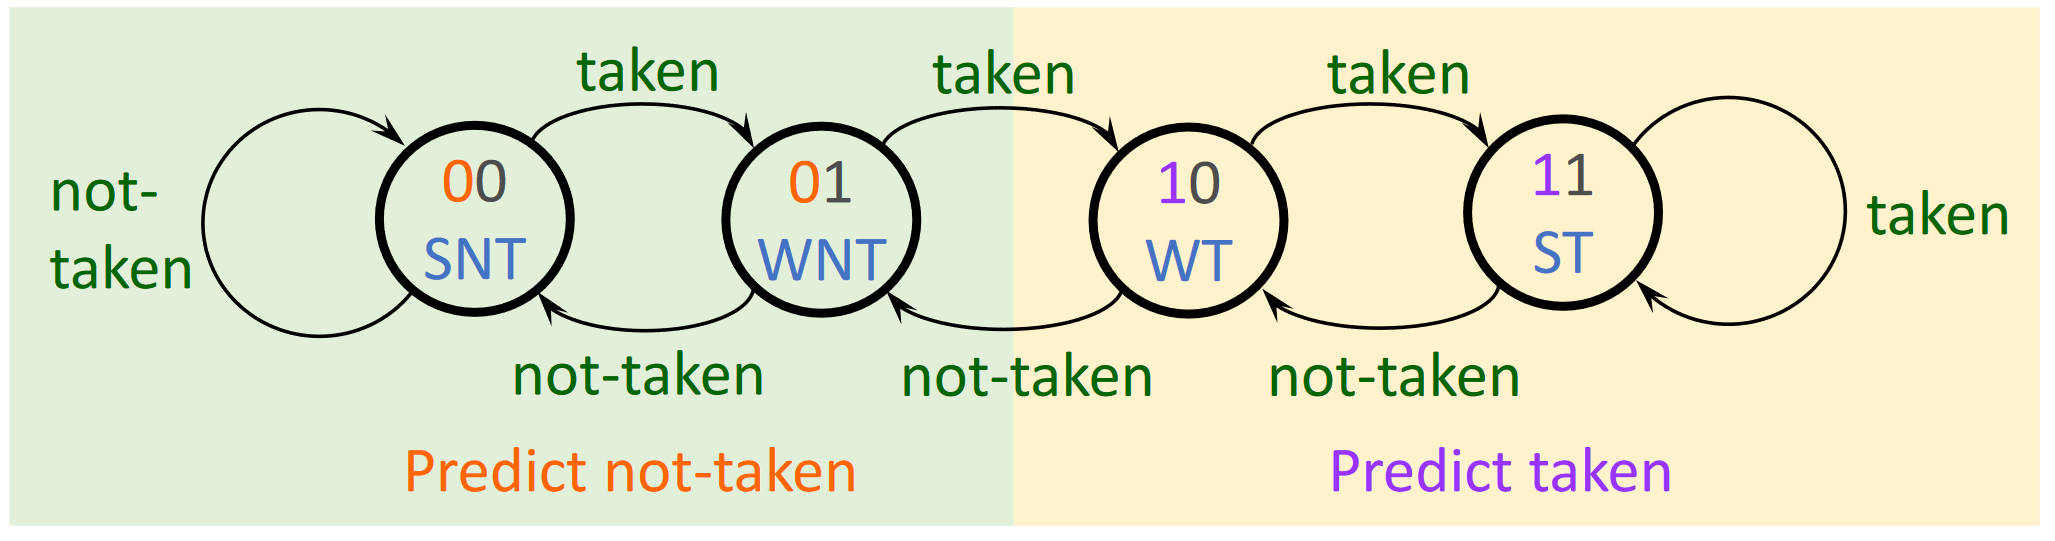 taken
taken
taken
not-
taken
00
SNT
01
WNT
10
WT
11
ST
taken
not-taken
not-taken
not-taken
Predict not-taken
Predict taken